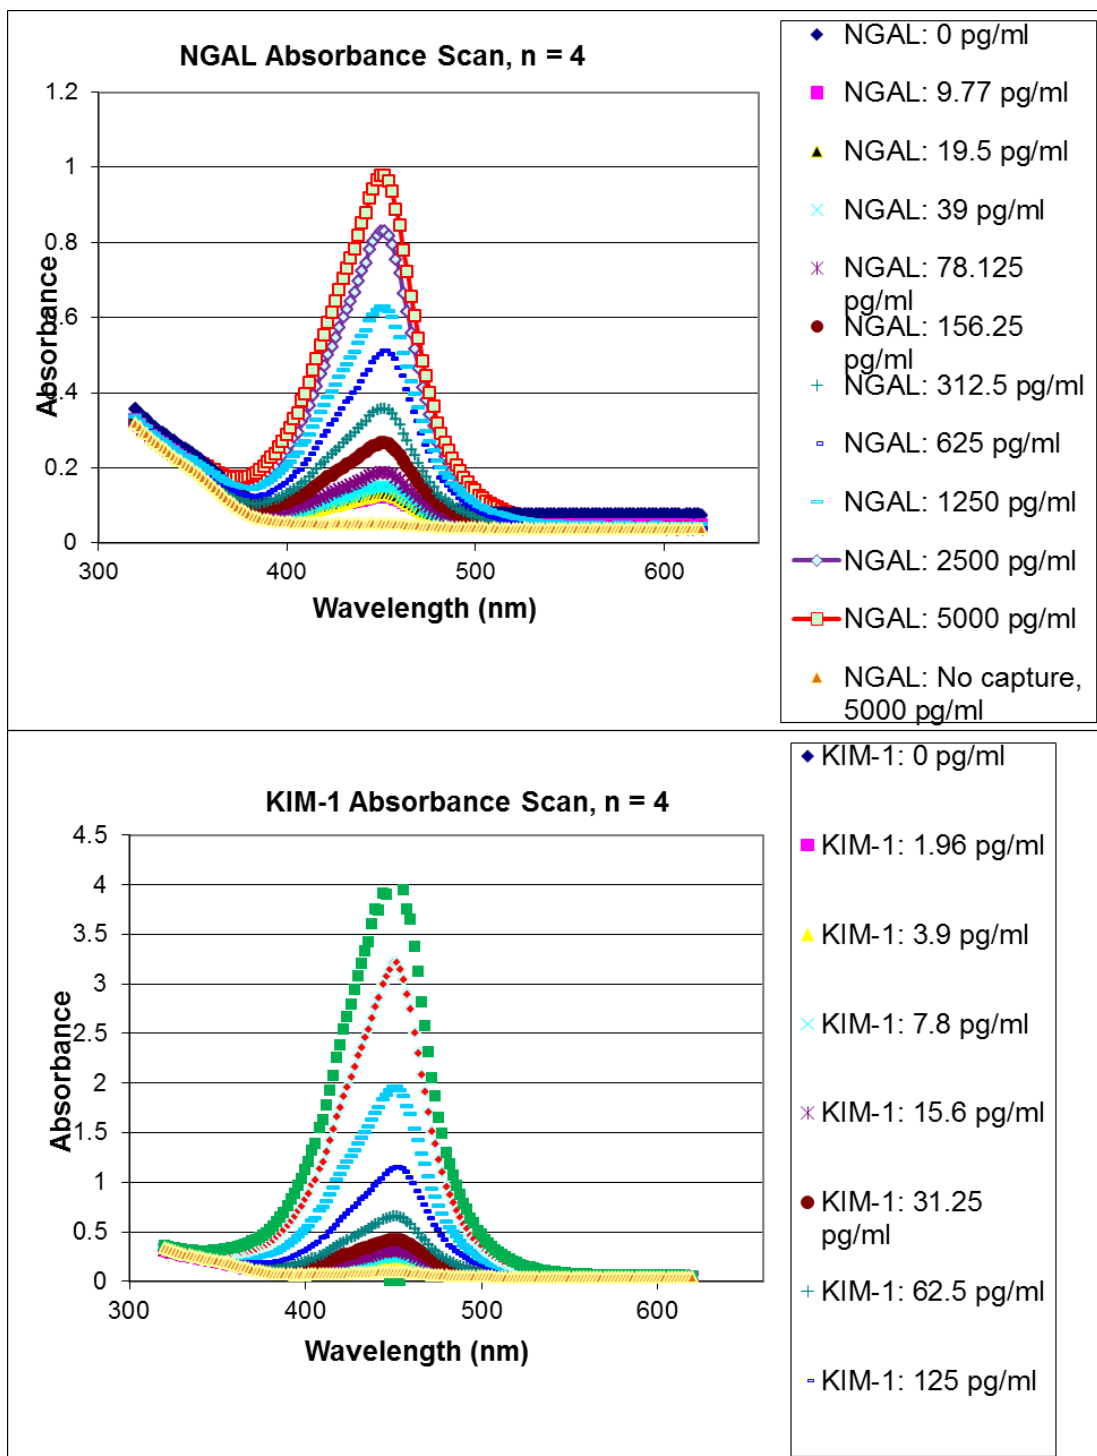 NGAL Absorbance Scan, n = 4
1.2
1
0.8
0.6
0.4
0.2
0
300
400
500
600
Absorbance
Wavelength (nm)
NGAL: 0 pg/ml
NGAL: 9.77 pg/ml
NGAL: 19.5 pg/ml
NGAL: 39 pg/ml
NGAL: 78.125
pg/ml
NGAL: 156.25
pg/ml
NGAL: 312.5 pg/ml
NGAL: 625 pg/ml
NGAL: 1250 pg/ml
NGAL: 2500 pg/ml
NGAL: 5000 pg/ml
NGAL: No capture,
5000 pg/ml
KIM-1 Absorbance Scan, n = 4
4.5
4
3.5
3
2.5
2
1.5
1
0.5
0
300
400
500
600
Absorbance
Wavelength (nm)
KIM-1: 0 pg/ml
KIM-1: 1.96 pg/ml
KIM-1: 3.9 pg/ml
KIM-1: 7.8 pg/ml
KIM-1: 15.6 pg/ml
KIM-1: 31.25
pg/ml
KIM-1: 62.5 pg/ml
KIM-1: 125 pg/ml